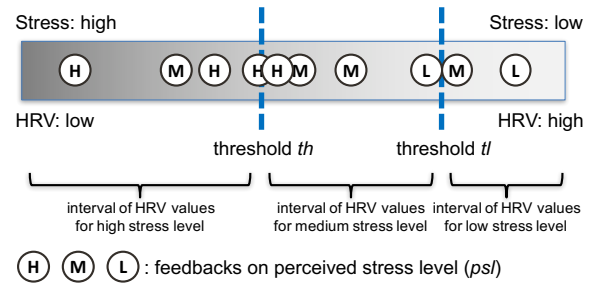 Stress: high Stress: low
H M H H H M M L M L
HRV: low HRV: high
threshold th threshold tl
interval of HRV values interval of HRV values interval of HRV values
for high stress level for medium stress level for low stress level
H M L : feedbacks on perceived stress level (psl)